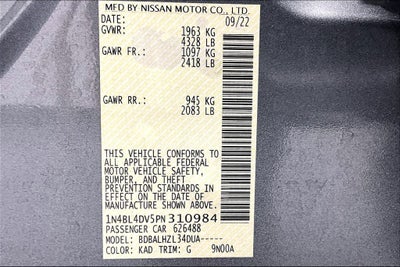 MFD BY NISSAN MOTOR CO., LTD.
DATE: 09/22
GVWR: 1963 KG
4328 LB
GAWR FR.: 1097 KG
2418 LB
GAWR RR.: 945 KG
2083 LB
THIS VEHICLE CONFORMS TO
ALL APPLICABLE FEDERAL
MOTOR VEHICLE SAFETY,
BUMPER, AND THEFT
PREVENTION STANDARDS IN
EFFECT ON THE DATE OF
MANUFACTURE SHOWN ABOVE.
1N4BL4DV5PN310984
PASSENGER CAR 626488
MODEL: BDBALHZL34DUA-----
COLOR: KAD TRIM: G 9N00A